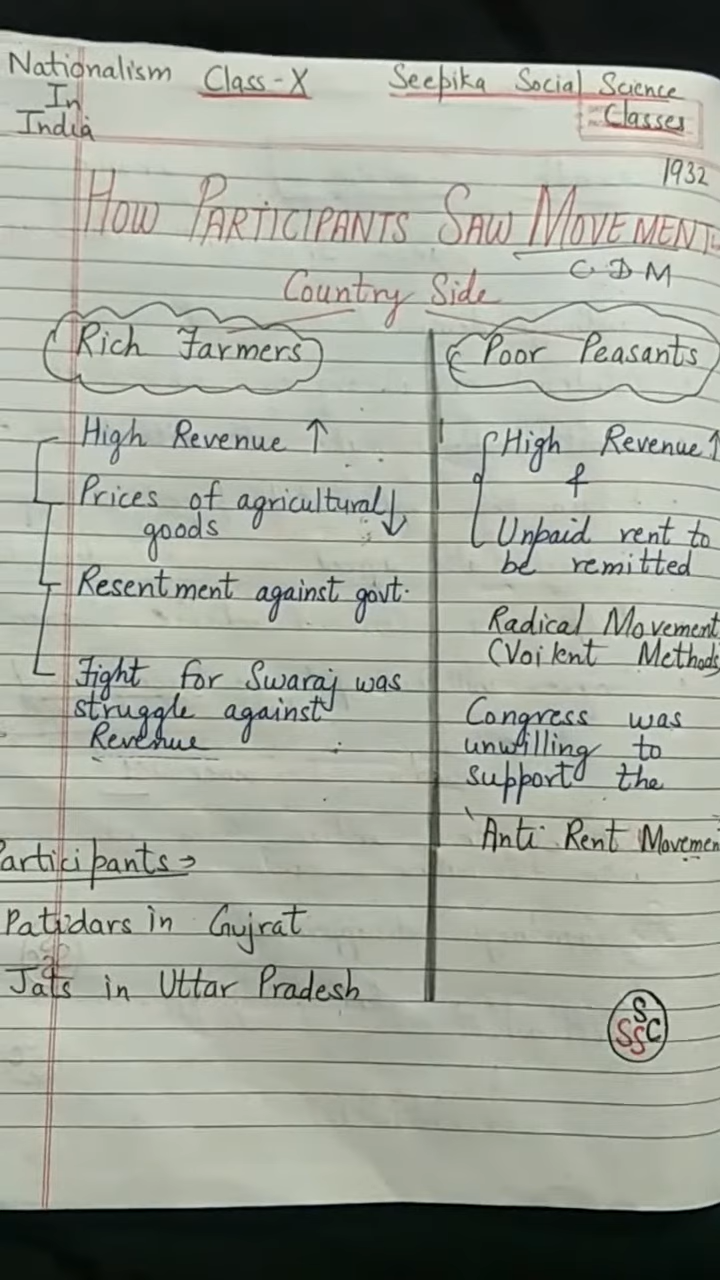 Nationalism Class-X Seepika Social Science
In
India
Classes
1932
HOW PARTICIPANTS SAW MOVEMENT
C D M
Country Side
Rich Farmers
High Revenue ↑
Prices of agricultural ↓
goods
Resentment against govt.
Fight for Swaraj was
struggle against
Revenue
Participants →
Patidars in Gujrat
Jats in Uttar Pradesh
Poor Peasants
High Revenue ↑
&
Unpaid rent to
be remitted
Radical Movement
(Voilent Methods
Congress was
unwilling to
support the
'Anti Rent Movemen
S
SSC